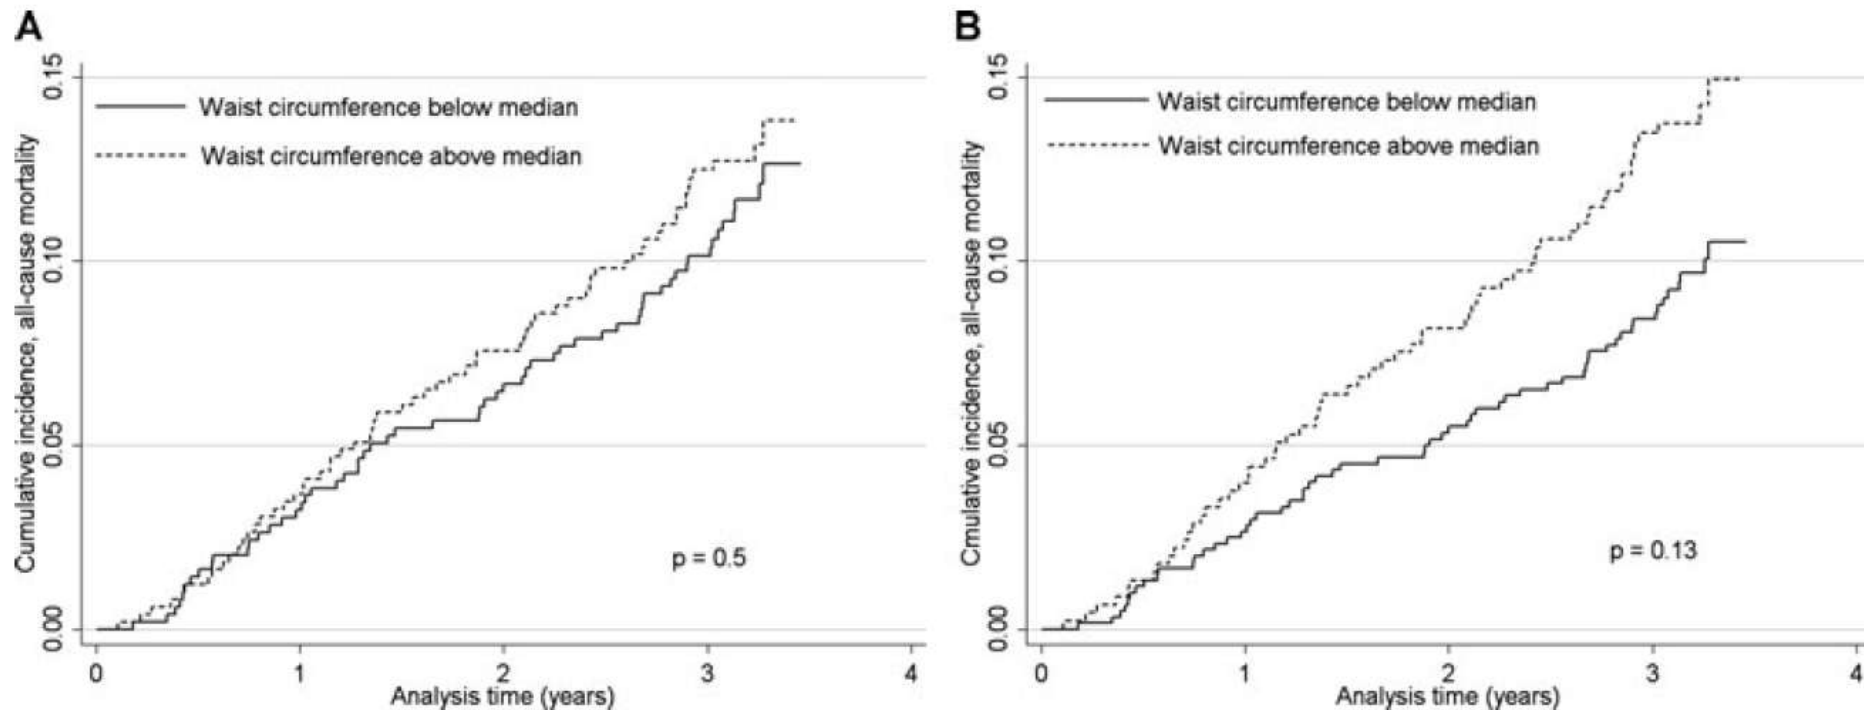 A
Cumulative incidence, all-cause mortality
0.15
0.10
0.05
0.00
Waist circumference below median
Waist circumference above median
p = 0.5
0 1 2 3 4
Analysis time (years)
B
Cmulative incidence, all-cause mortality
0.15
0.10
0.05
0.00
Waist circumference below median
Waist circumference above median
p = 0.13
0 1 2 3 4
Analysis time (years)